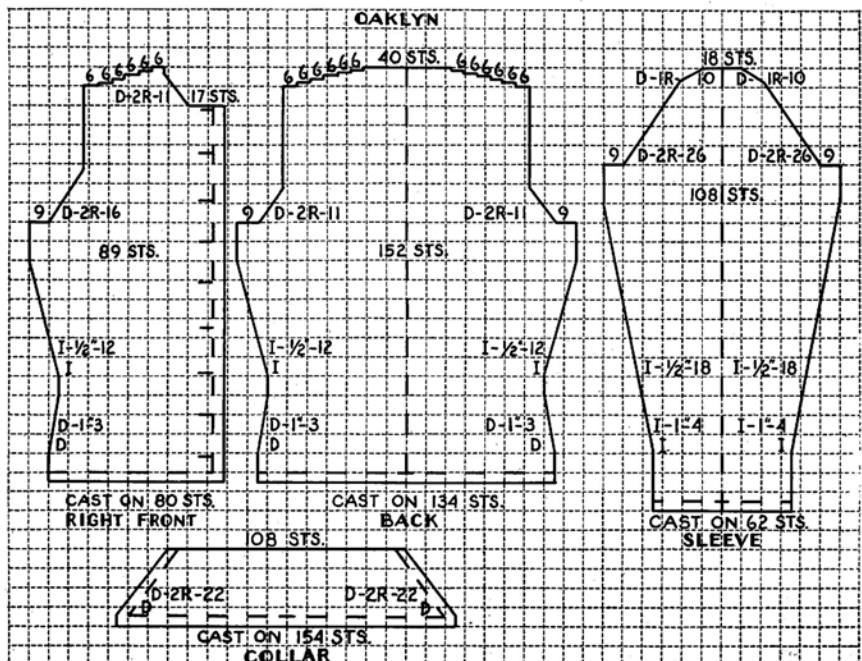 OAKLYN
6 6 6 6 6 6
D-2R-11
17 STS.
9
D-2R-16
89 STS.
I-½"-12
I
D-1"-3
D
CAST ON 80 STS.
RIGHT FRONT
6 6 6 6 6 6
40 STS.
6 6 6 6 6 6
9
D-2R-11
D-2R-11
9
152 STS.
I-½"-12
I-½"-12
I
I
D-1"-3
D-1"-3
D
D
CAST ON 134 STS.
BACK
18 STS.
D-1R-10
D-1R-10
9
D-2R-26
D-2R-26
9
108 STS.
I-½"-18
I-½"-18
I-1"-4
I-1"-4
I
I
CAST ON 62 STS.
SLEEVE
108 STS.
D-2R-22
D-2R-22
D
D
CAST ON 154 STS.
COLLAR